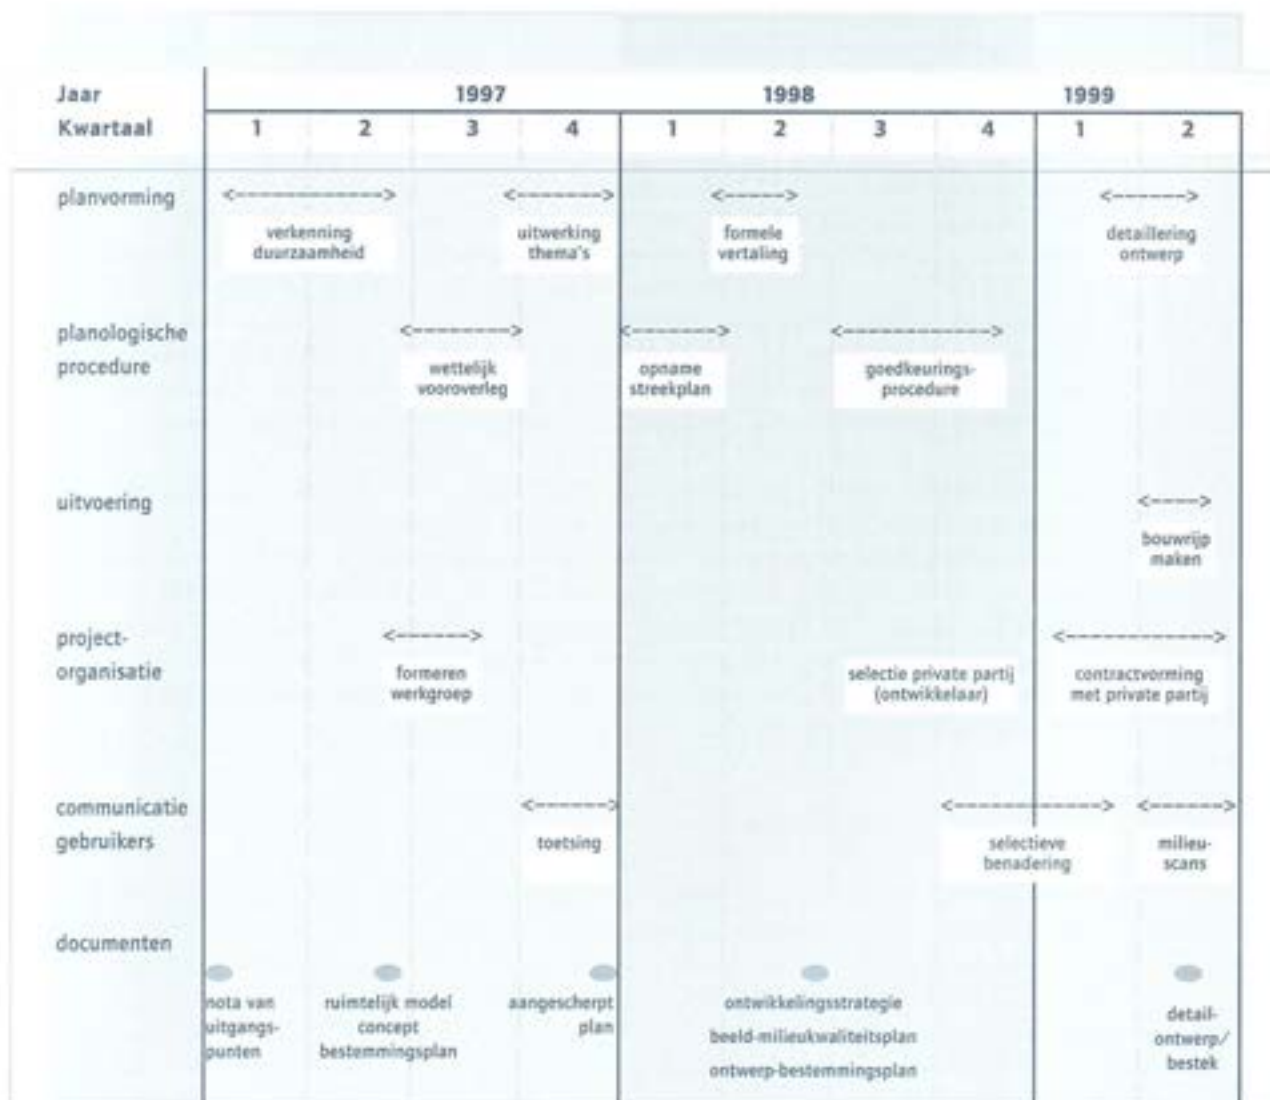 Jaar 1997 1998 1999
Kwartaal 1 2 3 4 1 2 3 4 1 2
planvorming
verkenning
duurzaamheid
uitwerking
thema's
formele
vertaling
detaillering
ontwerp
planologische
procedure
wettelijk
vooroverleg
opname
streekplan
goedkeurings-
procedure
uitvoering
bouwrijp
maken
project-
organisatie
formeren
werkgroep
selectie private partij
(ontwikkelaar)
contractvorming
met private partij
communicatie
gebruikers
toetsing
selectieve
benadering
milieu-
scans
documenten
nota van
uitgangs-
punten
ruimtelijk model
concept
bestemmingsplan
aangescherpt
plan
ontwikkelingsstrategie
beeld-milieukwaliteitsplan
ontwerp-bestemmingsplan
detail-
ontwerp/
bestek